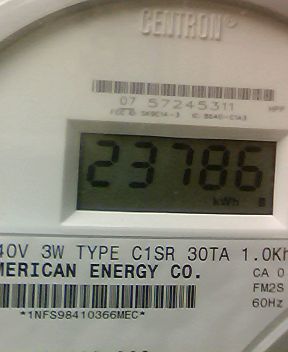 CENTRON®
07 57245311
23786
kWh
40V 3W TYPE C1SR 30TA 1.0Kh
MERICAN ENERGY CO.
CA 0
FM2S
60Hz
*1NFS98410366MEC*